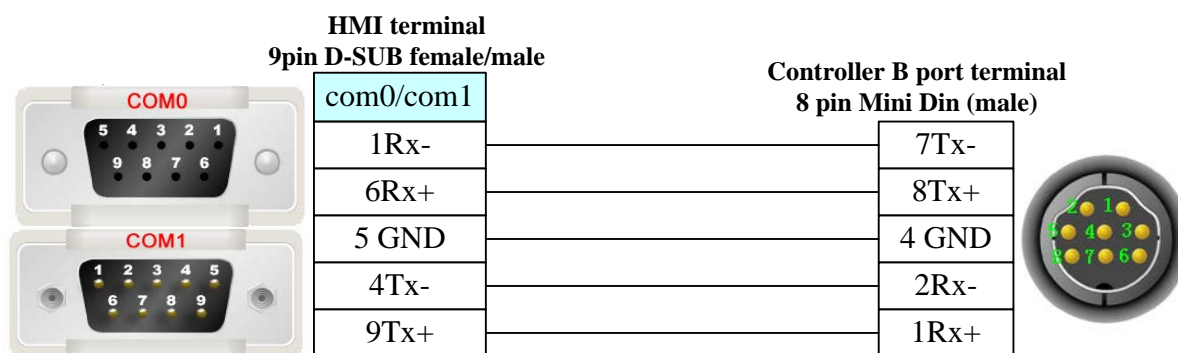 HMI terminal
9pin D-SUB female/male
Controller B port terminal
8 pin Mini Din (male)
COM0
5 4 3 2 1
9 8 7 6
COM1
1 2 3 4 5
6 7 8 9
com0/com1
1Rx-
6Rx+
5 GND
4Tx-
9Tx+
7Tx-
8Tx+
4 GND
2Rx-
1Rx+
2 1
5 4 3
8 7 6